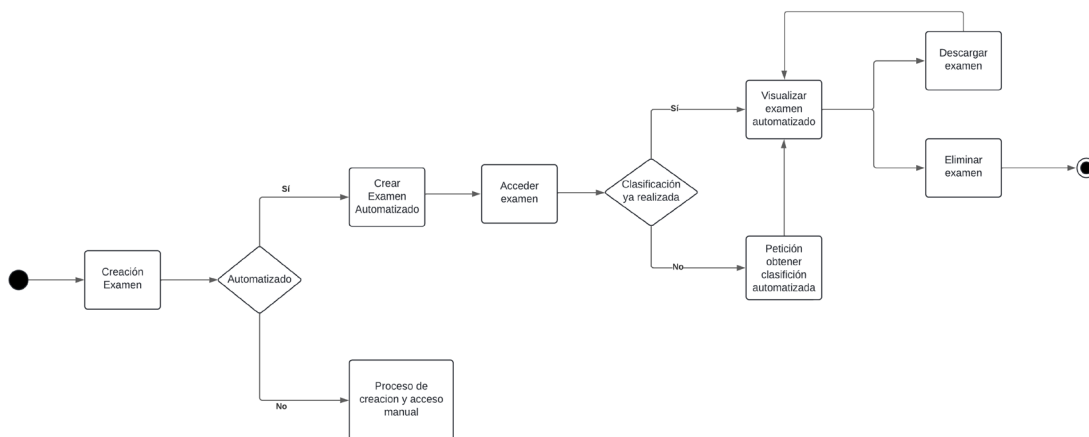 Creación
Examen
Automatizado
Sí
No
Crear
Examen
Automatizado
Proceso de
creacion y acceso
manual
Acceder
examen
Clasificación
ya realizada
Sí
No
Visualizar
examen
automatizado
Petición
obtener
clasifición
automatizada
Descargar
examen
Eliminar
examen